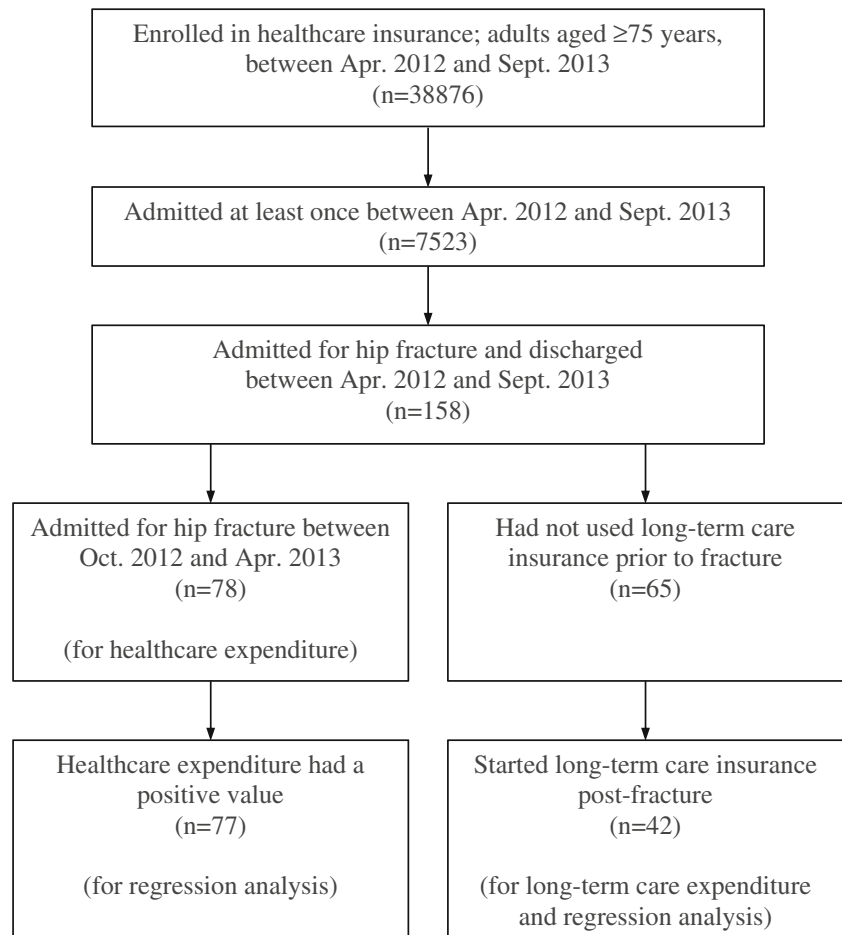 Enrolled in healthcare insurance; adults aged ≥75 years,
between Apr. 2012 and Sept. 2013
(n=38876)
Admitted at least once between Apr. 2012 and Sept. 2013
(n=7523)
Admitted for hip fracture and discharged
between Apr. 2012 and Sept. 2013
(n=158)
Admitted for hip fracture between
Oct. 2012 and Apr. 2013
(n=78)
(for healthcare expenditure)
Had not used long-term care
insurance prior to fracture
(n=65)
Healthcare expenditure had a
positive value
(n=77)
(for regression analysis)
Started long-term care insurance
post-fracture
(n=42)
(for long-term care expenditure
and regression analysis)